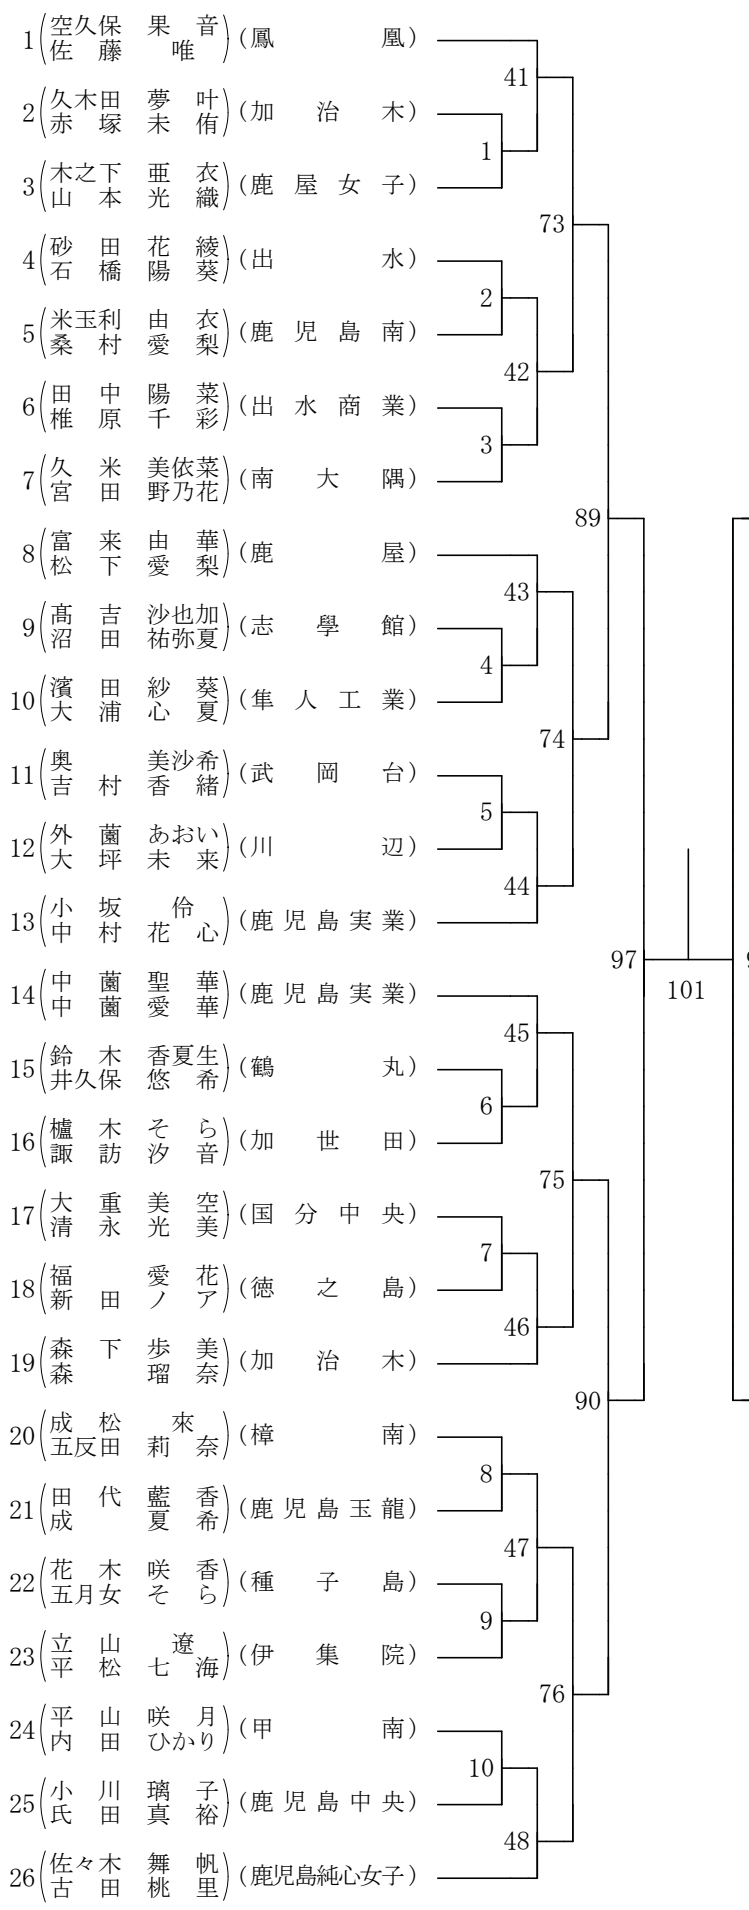 空久保 果 音
1 (鳳 凰)
佐 藤 唯
41
久木田 夢 叶
2 (加 治 木)
赤 塚 未 侑
1
木之下 亜 衣
3 (鹿 屋 女 子)
山 本 光 織
73
砂 田 花 綾
4 (出 水)
石 橋 陽 葵
2
米玉利 由 衣
5 (鹿 児 島 南)
桑 村 愛 梨
42
田 中 陽 菜
6 (出 水 商 業)
椎 原 千 彩
3
久 米 美依菜
7 (南 大 隅)
宮 田 野乃花
89
富 来 由 華
8 (鹿 屋)
松 下 愛 梨
43
髙 吉 沙也加
9 (志 學 館)
沼 田 祐弥夏
4
濱 田 紗 葵
10 (隼 人 工 業)
大 浦 心 夏
74
奥 美沙希
11 (武 岡 台)
吉 村 香 緒
5
外 薗 あおい
12 (川 辺)
大 坪 未 来
44
小 坂 伶
13 (鹿 児 島 実 業)
中 村 花 心
97
101
中 薗 聖 華
14 (鹿 児 島 実 業)
中 薗 愛 華
45
鈴 木 香夏生
15 (鶴 丸)
井久保 悠 希
6
櫨 木 そ ら
16 (加 世 田)
諏 訪 汐 音
75
大 重 美 空
17 (国 分 中 央)
清 永 光 美
7
福 愛 花
18 (徳 之 島)
新 田 ノ ア
46
森 下 歩 美
19 (加 治 木)
森 瑠 奈
90
成 松 來
20 (樟 南)
五反田 莉 奈
8
田 代 藍 香
21 (鹿 児 島 玉 龍)
成 夏 希
47
花 木 咲 香
22 (種 子 島)
五月女 そ ら
9
立 山 遼
23 (伊 集 院)
平 松 七 海
76
平 山 咲 月
24 (甲 南)
内 田 ひかり
10
小 川 璃 子
25 (鹿 児 島 中 央)
氏 田 真 裕
48
佐々木 舞 帆
26 (鹿児島純心女子)
古 田 桃 里